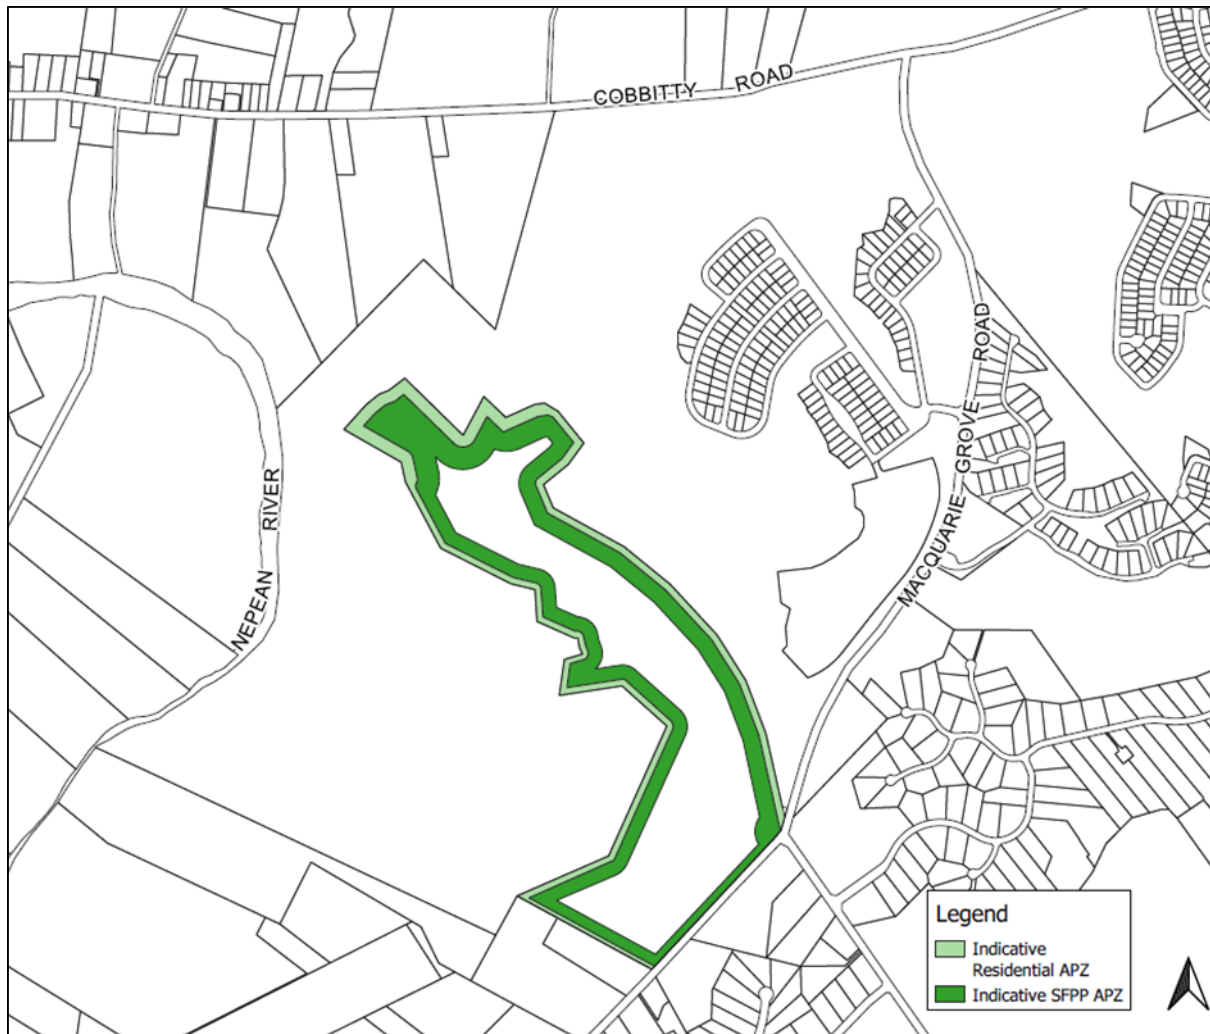 COBBITTY ROAD
MACQUARIE GROVE ROAD
NEPEAN RIVER
Legend
Indicative
Residential APZ
Indicative SFPP APZ